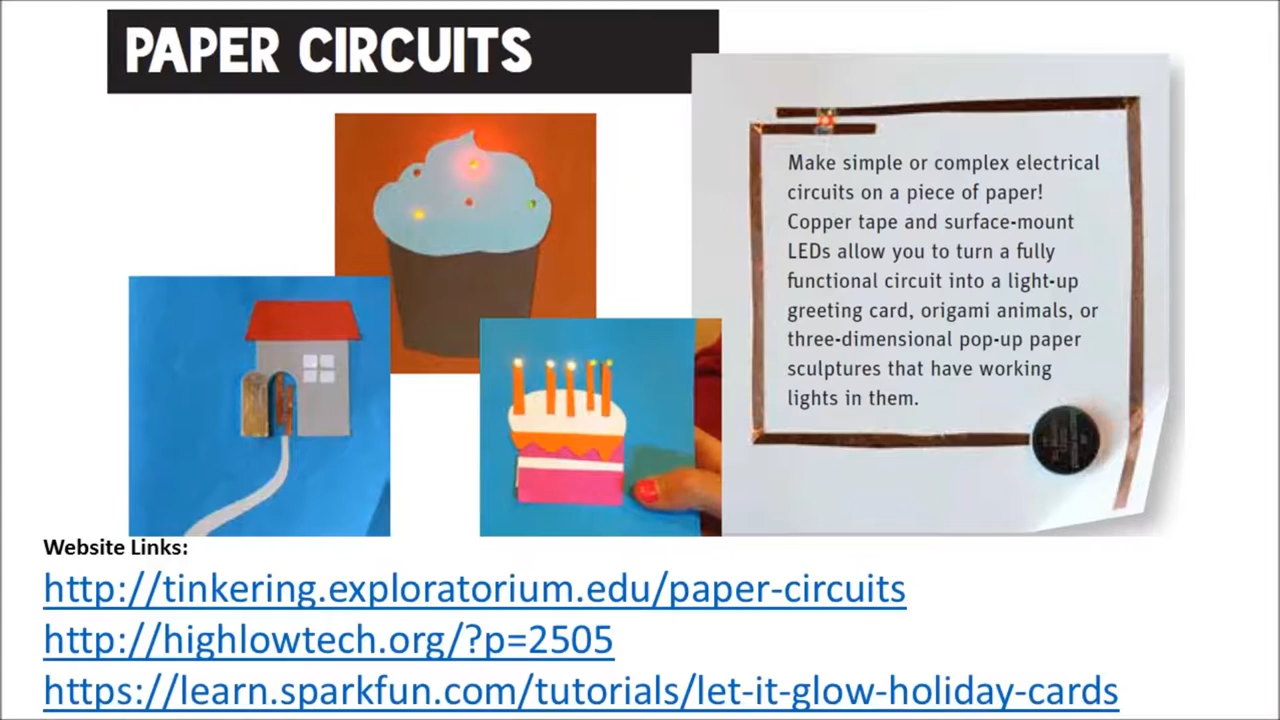 PAPER CIRCUITS
Make simple or complex electrical
circuits on a piece of paper!
Copper tape and surface-mount
LEDs allow you to turn a fully
functional circuit into a light-up
greeting card, origami animals, or
three-dimensional pop-up paper
sculptures that have working
lights in them.
Website Links:
http://tinkering.exploratorium.edu/paper-circuits
http://highlowtech.org/?p=2505
https://learn.sparkfun.com/tutorials/let-it-glow-holiday-cards